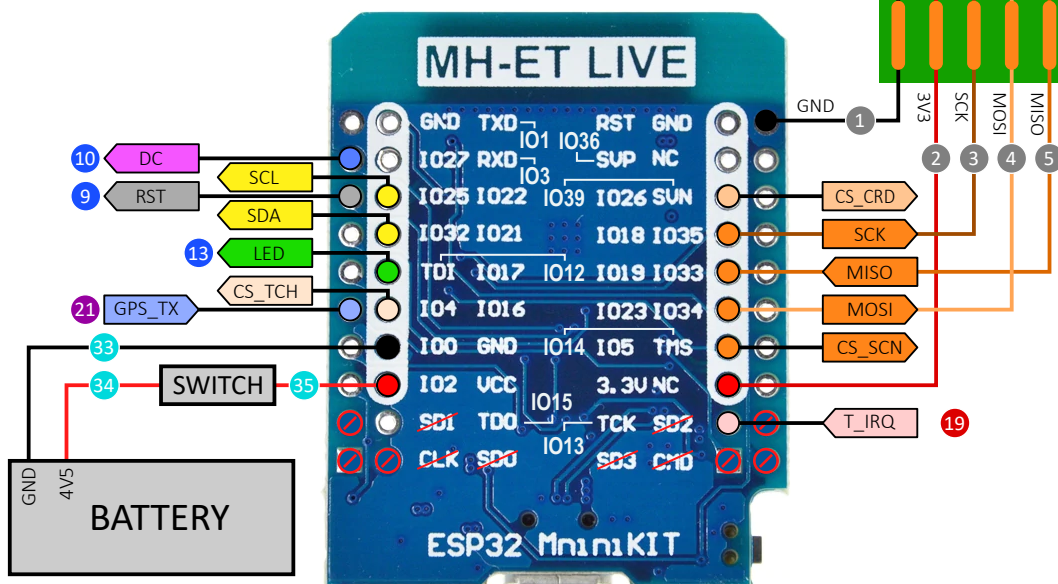 MH-ET LIVE
GND
1
3V3
SCK
MOSI
MISO
2
3
4
5
GND TXD IO1 IO36 RST GND
10 DC IO27 RXD IO3 SVP NC
SCL
9 RST IO25 IO22 IO39 IO26 SVN CS_CRD
SDA
IO32 IO21 IO18 IO35 SCK
13 LED TDI IO17 IO12 IO19 IO33 MISO
CS_TCH
21 GPS_TX IO4 IO16 IO23 IO34 MOSI
33 IO0 GND IO14 IO5 TMS CS_SCN
34 SWITCH 35 IO2 VCC 3.3V NC
IO15
SD1 TDO TCK SD2 T_IRQ 19
IO13
CLK SD0 SD3 CMD
GND
4V5
BATTERY
ESP32 MniniKIT